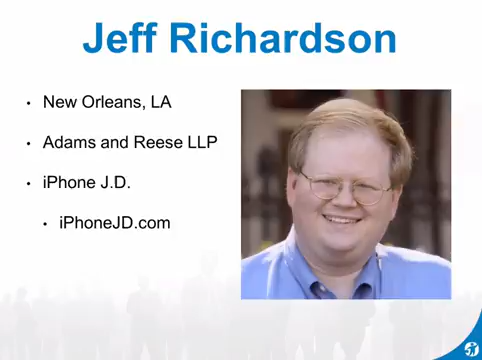 Jeff Richardson
• New Orleans, LA
• Adams and Reese LLP
• iPhone J.D.
• iPhoneJD.com